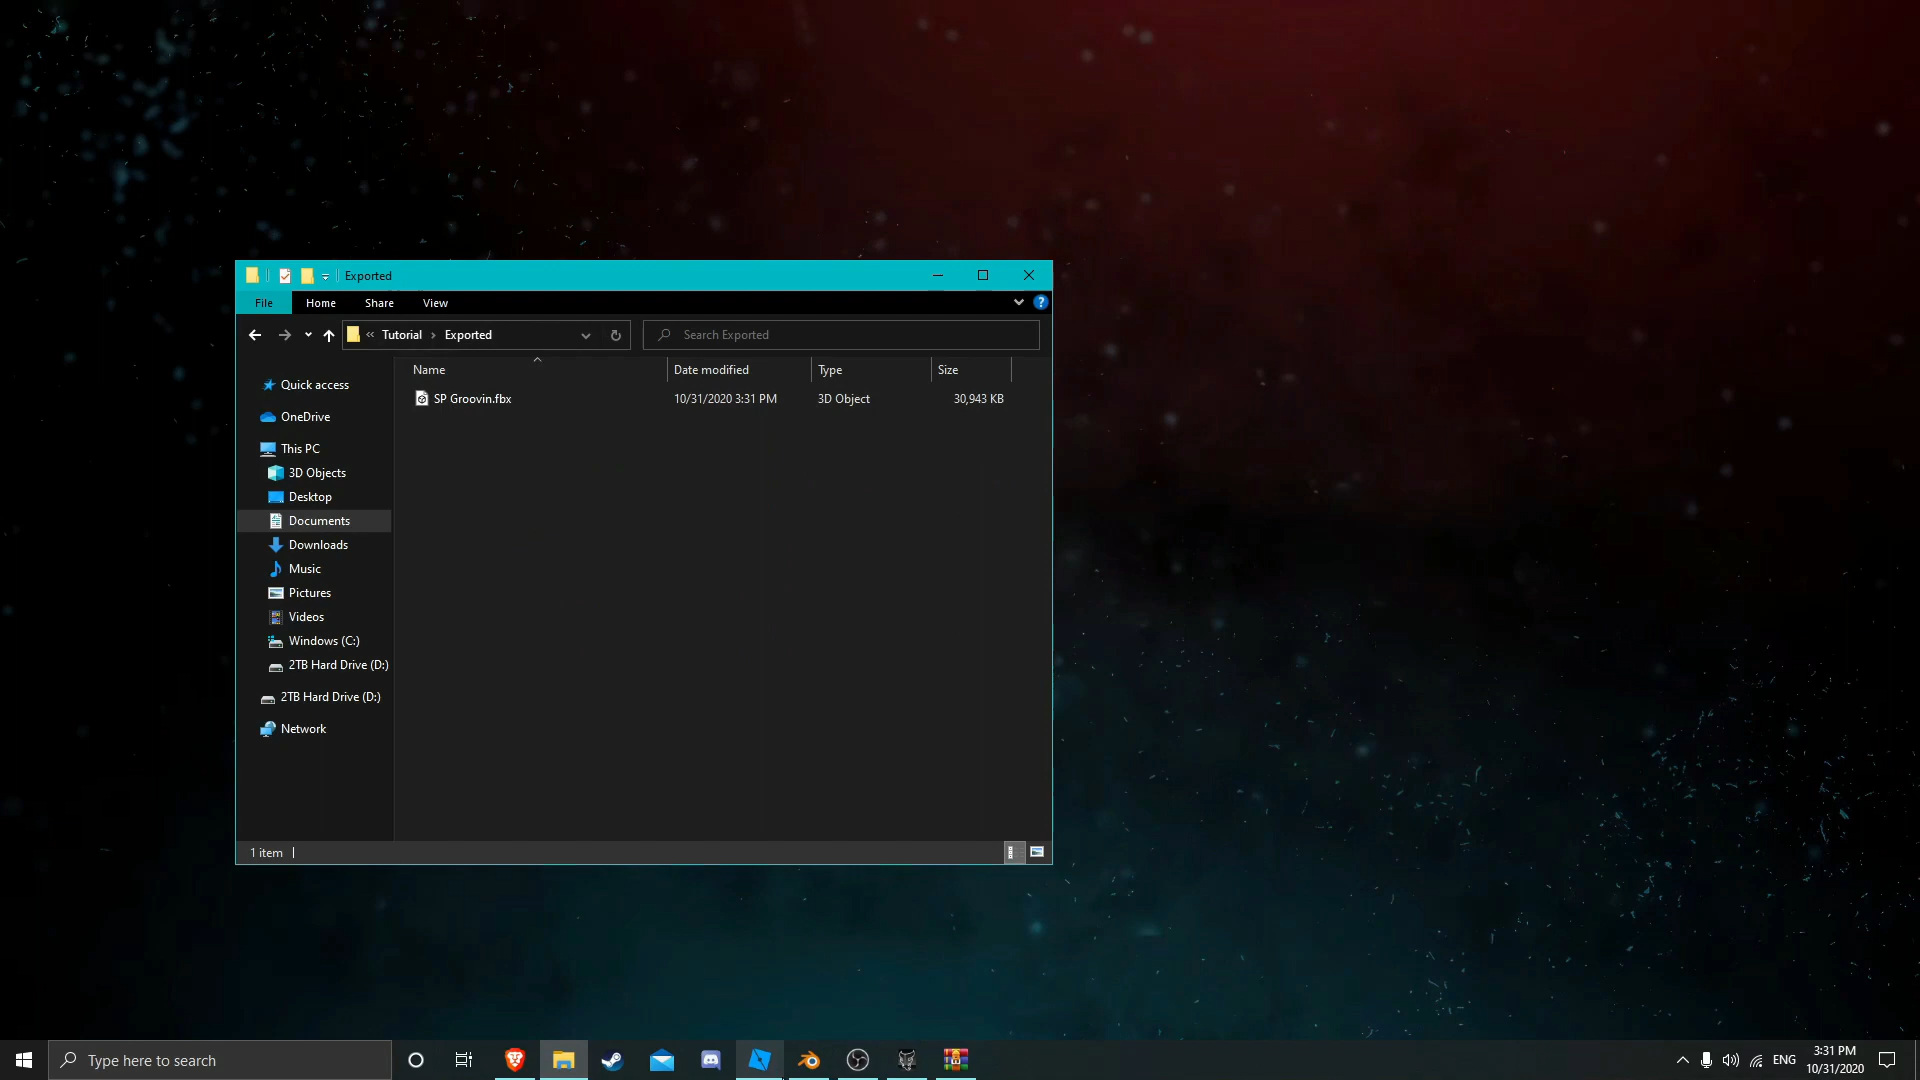 Exported
File Home Share View
« Tutorial › Exported Search Exported
Name Date modified Type Size
SP Groovin.fbx 10/31/2020 3:31 PM 3D Object 30,943 KB
Quick access
OneDrive
This PC
3D Objects
Desktop
Documents
Downloads
Music
Pictures
Videos
Windows (C:)
2TB Hard Drive (D:)
2TB Hard Drive (D:)
Network
1 item
Type here to search
ENG
3:31 PM
10/31/2020